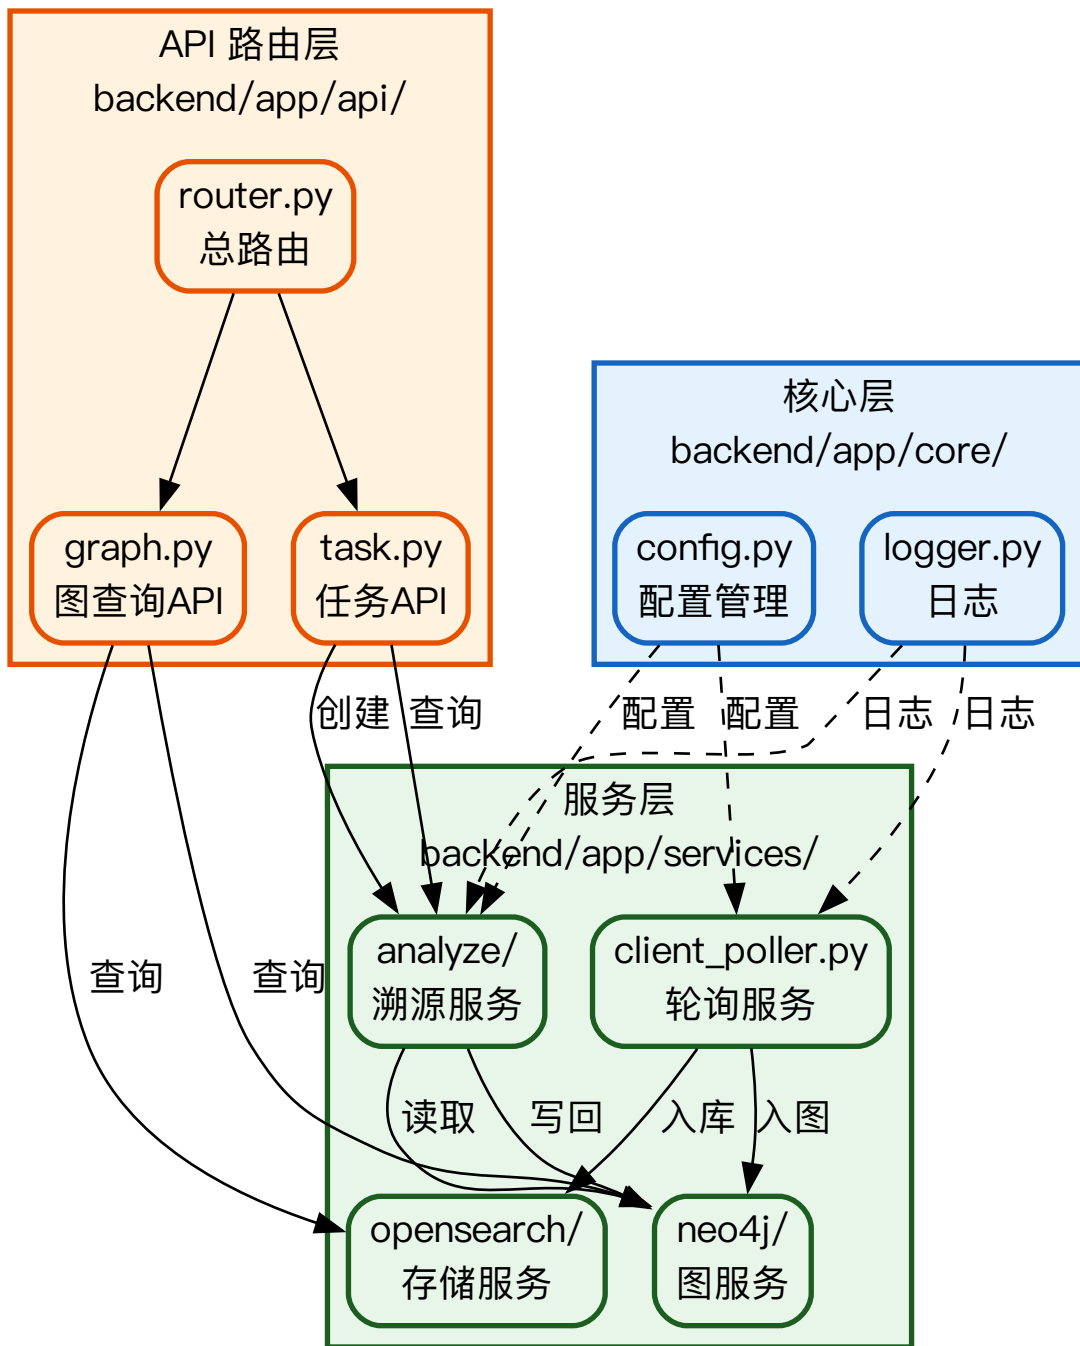 API 路由层
backend/app/api/
router.py
总路由
graph.py
图查询API
task.py
任务API
核心层
backend/app/core/
config.py
配置管理
logger.py
日志
创建
查询
配置
配置
日志
日志
服务层
backend/app/services/
analyze/
溯源服务
client_poller.py
轮询服务
查询
查询
读取
写回
入库
入图
opensearch/
存储服务
neo4j/
图服务